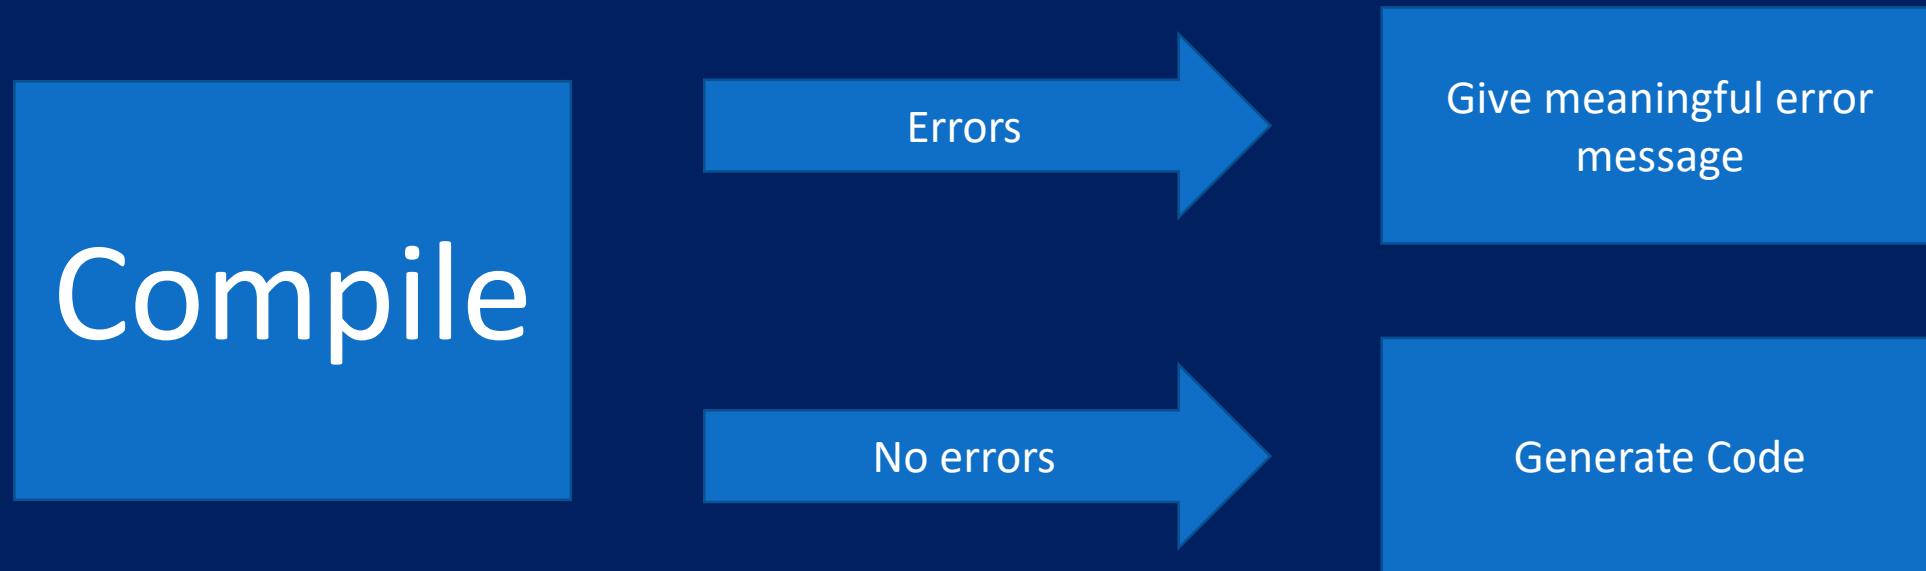 Compile
Errors
Give meaningful error
message
No errors
Generate Code